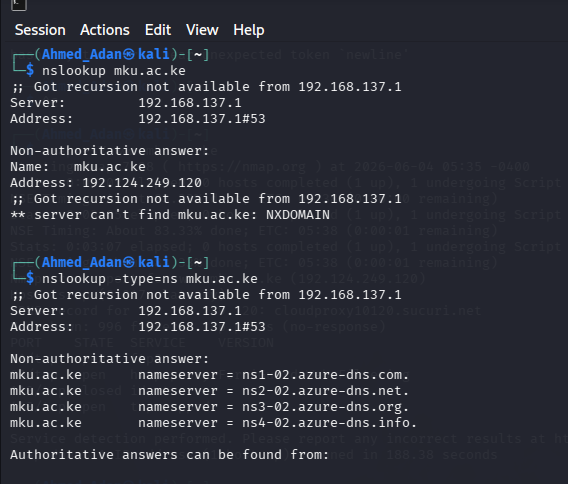 Session Actions Edit View Help
┌──(Ahmed_Adan㉿kali)-[~]
└─$ nslookup mku.ac.ke
;; Got recursion not available from 192.168.137.1
Server:         192.168.137.1
Address:        192.168.137.1#53

Non-authoritative answer:
Name:   mku.ac.ke
Address: 192.124.249.120
;; Got recursion not available from 192.168.137.1
** server can't find mku.ac.ke: NXDOMAIN

┌──(Ahmed_Adan㉿kali)-[~]
└─$ nslookup -type=ns mku.ac.ke
;; Got recursion not available from 192.168.137.1
Server:         192.168.137.1
Address:        192.168.137.1#53

Non-authoritative answer:
mku.ac.ke       nameserver = ns1-02.azure-dns.com.
mku.ac.ke       nameserver = ns2-02.azure-dns.net.
mku.ac.ke       nameserver = ns3-02.azure-dns.org.
mku.ac.ke       nameserver = ns4-02.azure-dns.info.

Authoritative answers can be found from: